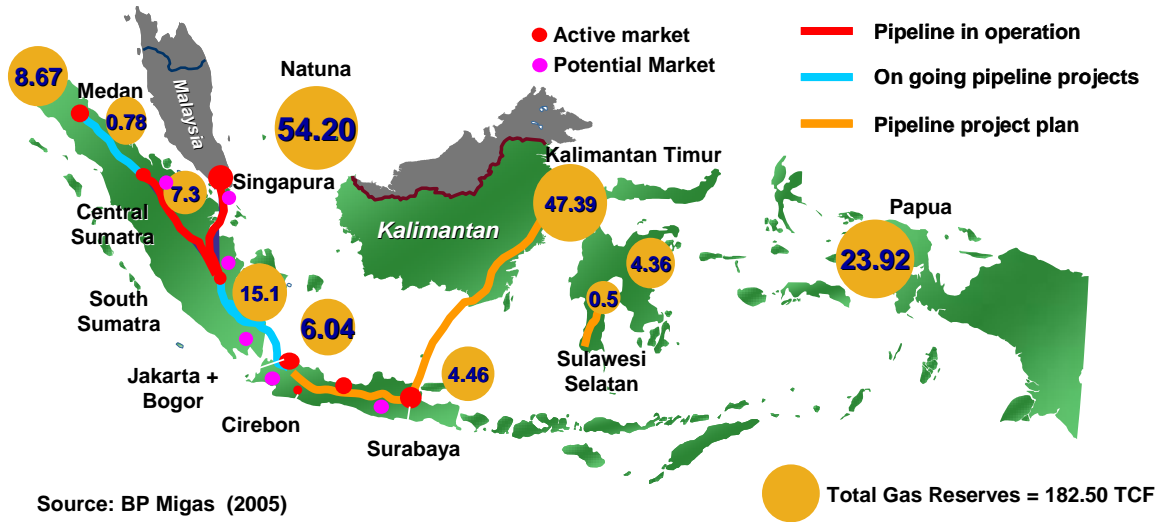 Active market
Potential Market
Pipeline in operation
On going pipeline projects
Pipeline project plan
8.67
Medan
0.78
Malaysia
Natuna
54.20
Singapura
7.3
Central
Sumatra
Kalimantan Timur
47.39
Kalimantan
Papua
23.92
4.36
0.5
Sulawesi
Selatan
15.1
South
Sumatra
6.04
4.46
Jakarta +
Bogor
Cirebon
Surabaya
Source: BP Migas (2005)
Total Gas Reserves = 182.50 TCF